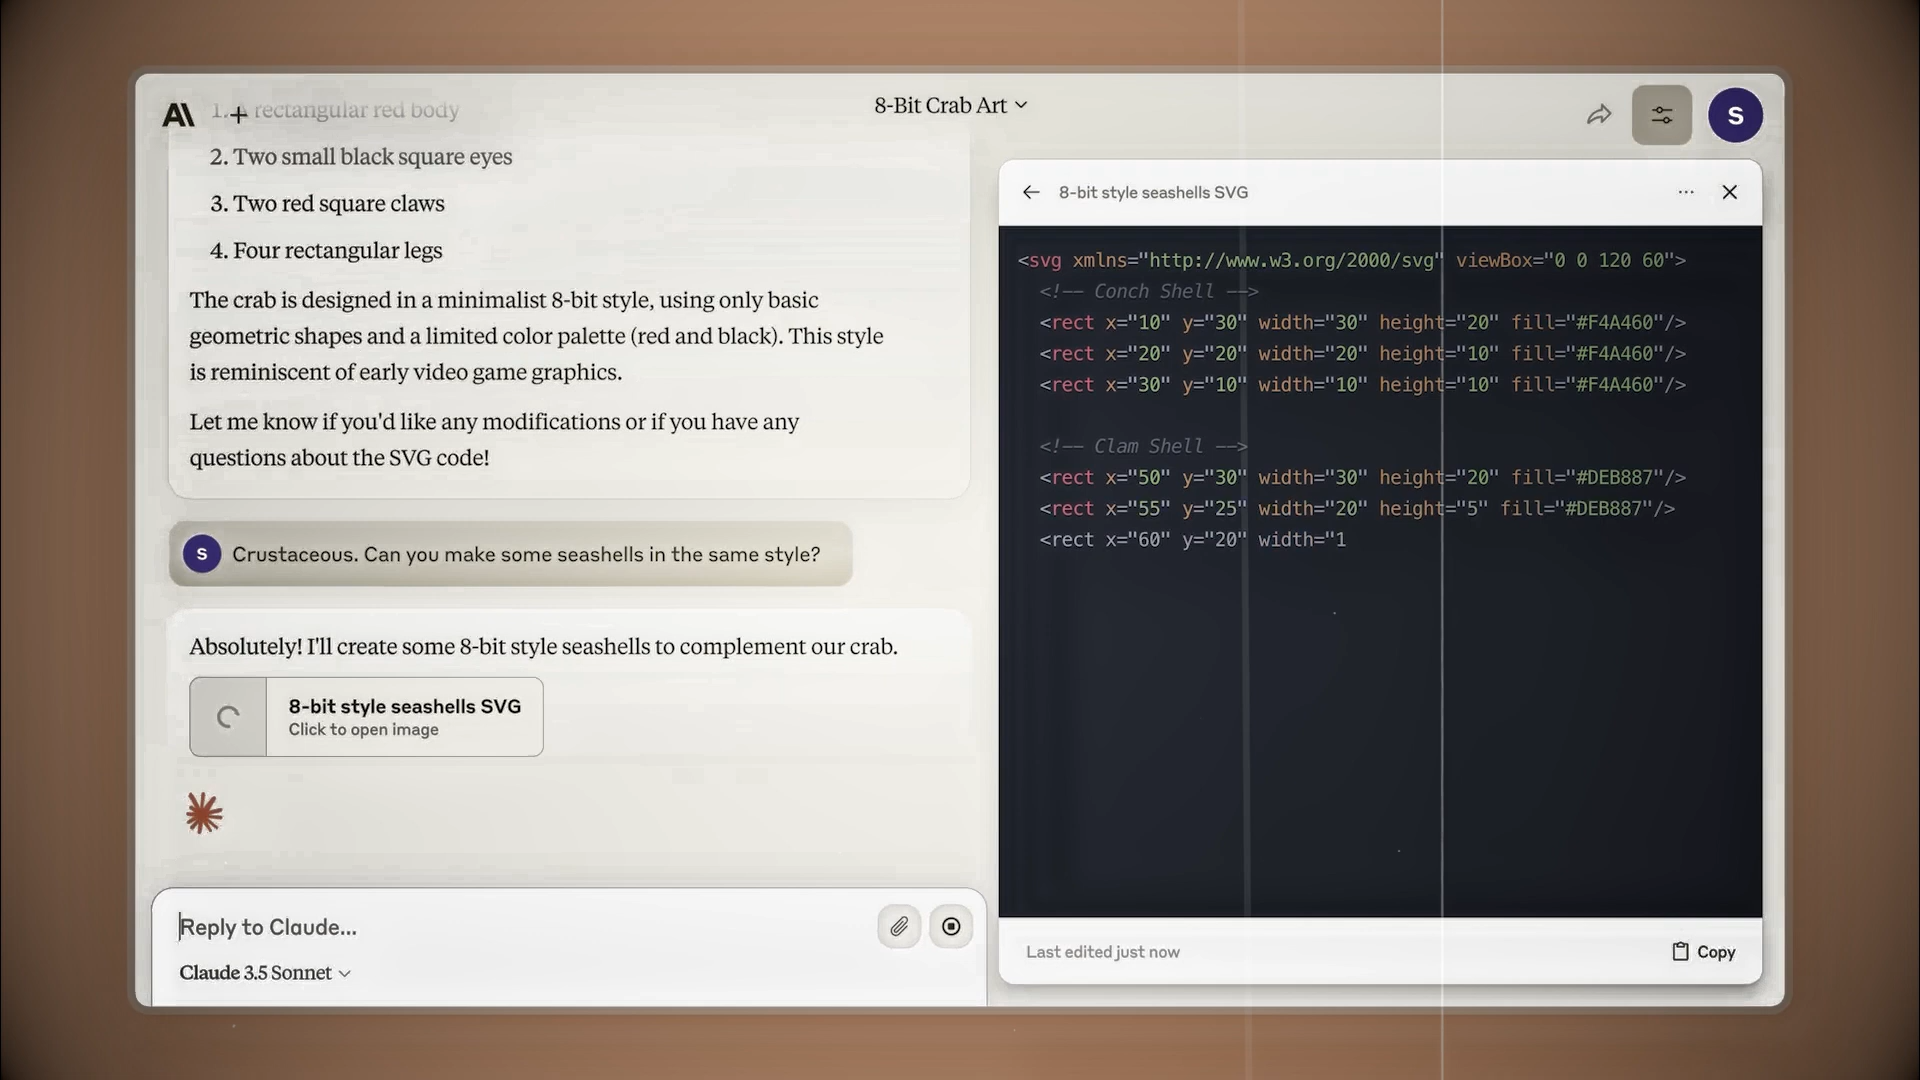 8-Bit Crab Art
S
1. A rectangular red body
2. Two small black square eyes
3. Two red square claws
4. Four rectangular legs
The crab is designed in a minimalist 8-bit style, using only basic
geometric shapes and a limited color palette (red and black). This style
is reminiscent of early video game graphics.
Let me know if you'd like any modifications or if you have any
questions about the SVG code!
S
Crustaceous. Can you make some seashells in the same style?
Absolutely! I'll create some 8-bit style seashells to complement our crab.
8-bit style seashells SVG
Click to open image
Reply to Claude...
Claude 3.5 Sonnet
8-bit style seashells SVG
<svg xmlns="http://www.w3.org/2000/svg" viewBox="0 0 120 60">
<!-- Conch Shell -->
<rect x="10" y="30" width="30" height="20" fill="#F4A460"/>
<rect x="20" y="20" width="20" height="10" fill="#F4A460"/>
<rect x="30" y="10" width="10" height="10" fill="#F4A460"/>
<!-- Clam Shell -->
<rect x="50" y="30" width="30" height="20" fill="#DEB887"/>
<rect x="55" y="25" width="20" height="5" fill="#DEB887"/>
<rect x="60" y="20" width="1
Last edited just now
Copy